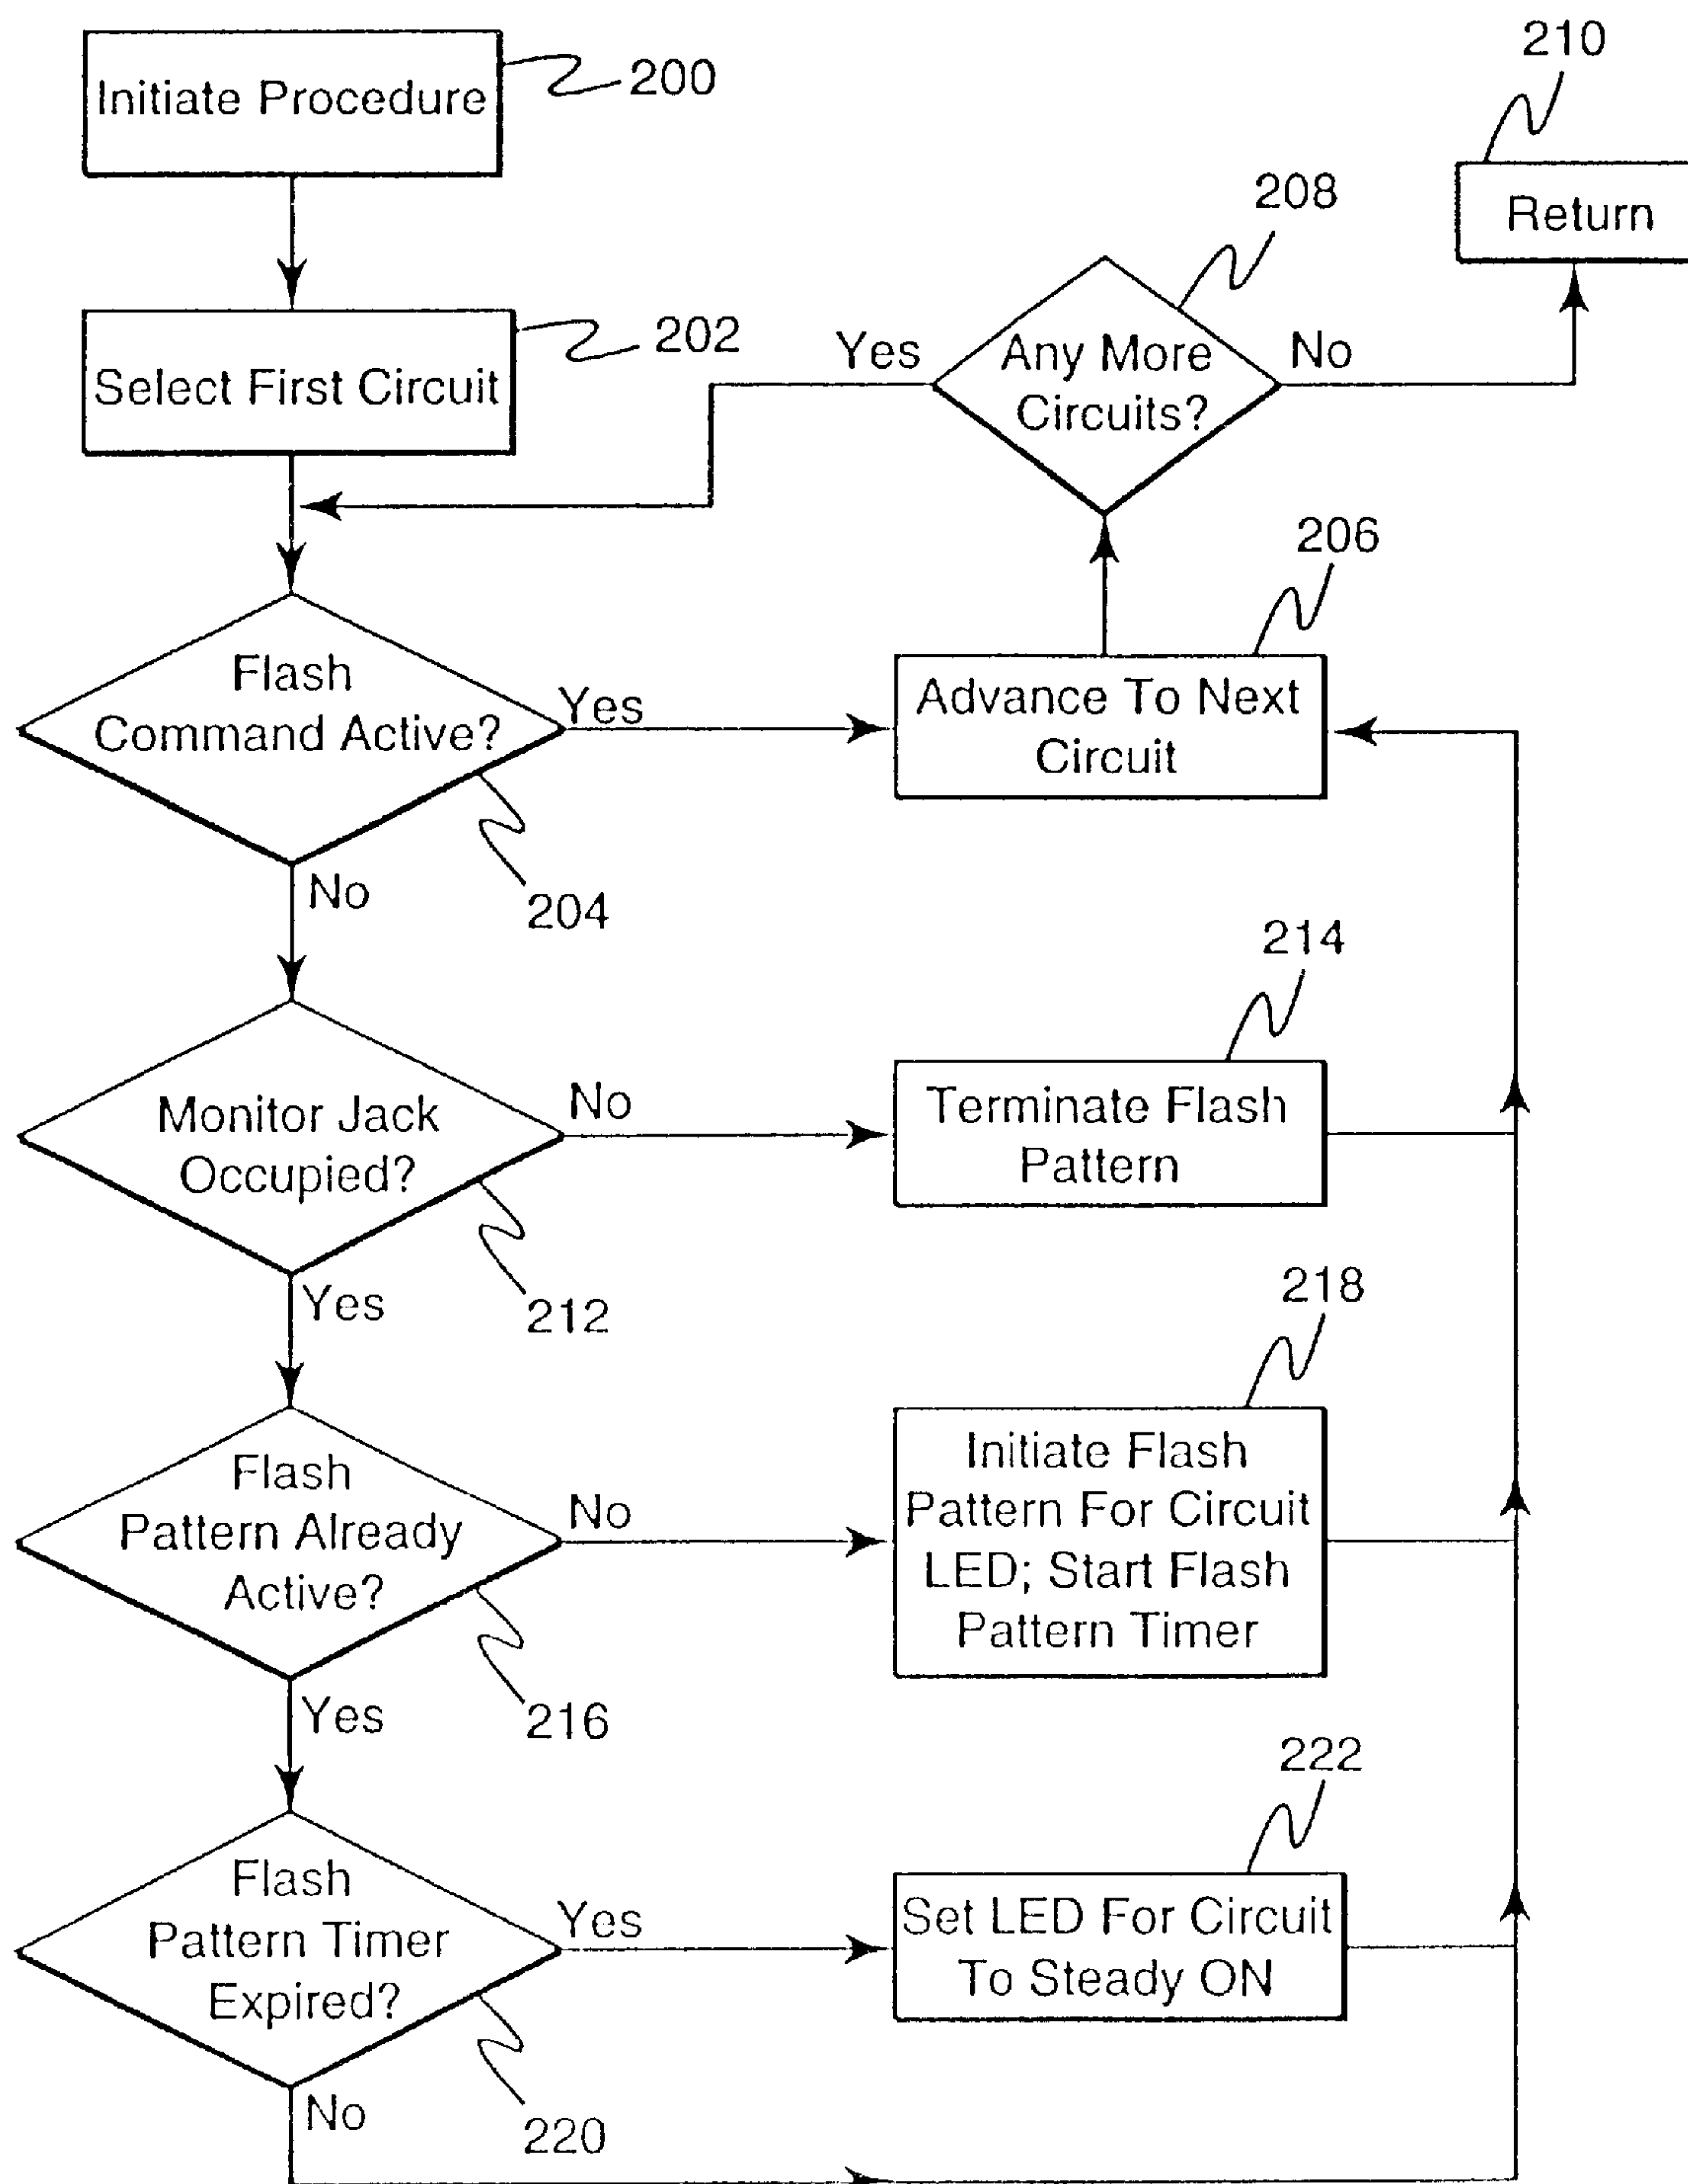 Initiate Procedure
200
210
Return
208
Select First Circuit
202
Yes
Any More
Circuits?
No
206
Flash
Command Active?
Yes
Advance To Next
Circuit
204
No
214
Monitor Jack
Occupied?
No
Terminate Flash
Pattern
212
Yes
218
Flash
Pattern Already
Active?
No
Initiate Flash
Pattern For Circuit
LED; Start Flash
Pattern Timer
216
Yes
222
Flash
Pattern Timer
Expired?
Yes
Set LED For Circuit
To Steady ON
220
No